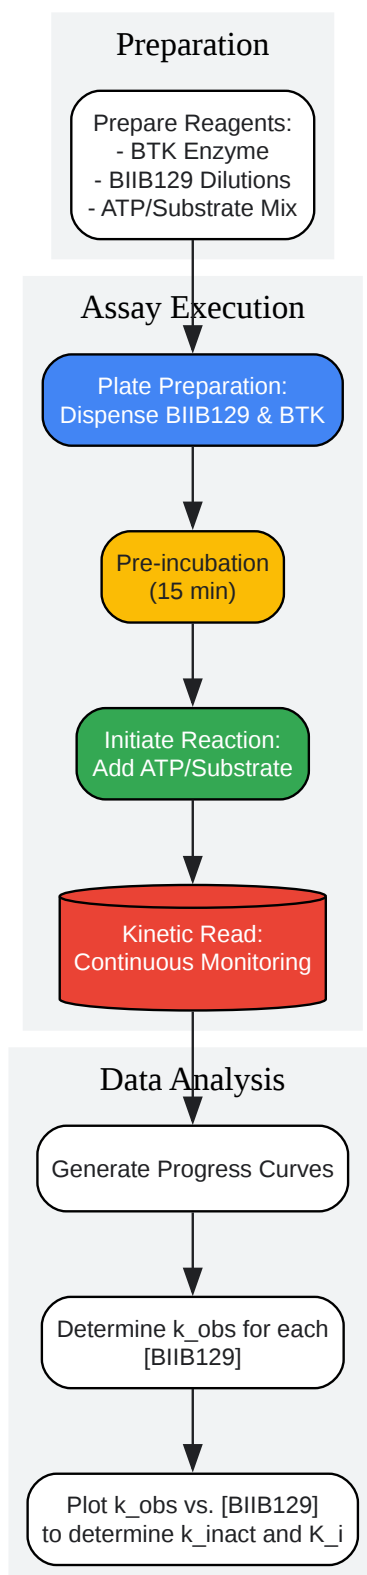 Preparation
Prepare Reagents:
- BTK Enzyme
- BIIB129 Dilutions
- ATP/Substrate Mix
Assay Execution
Plate Preparation:
Dispense BIIB129 & BTK
Pre-incubation
(15 min)
Initiate Reaction:
Add ATP/Substrate
Kinetic Read:
Continuous Monitoring
Data Analysis
Generate Progress Curves
Determine k_obs for each
[BIIB129]
Plot k_obs vs. [BIIB129]
to determine k_inact and K_i